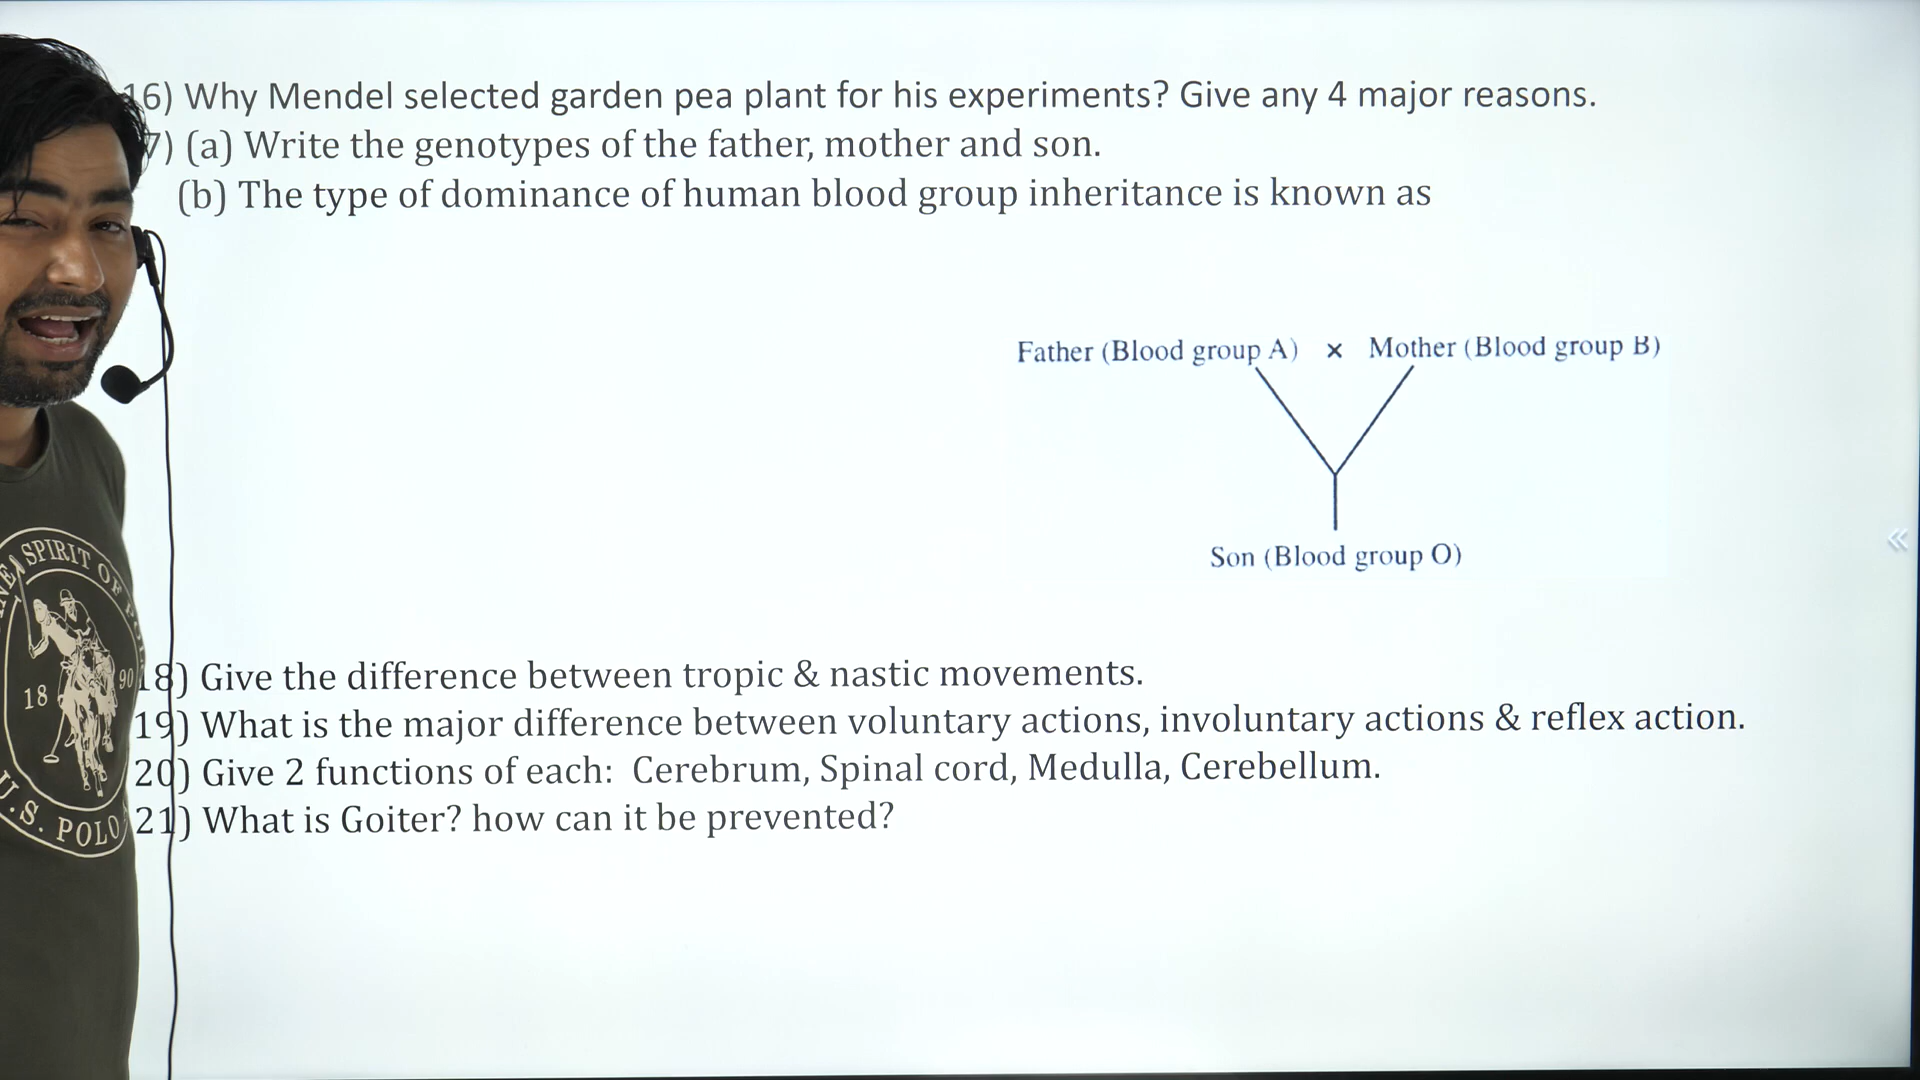 16) Why Mendel selected garden pea plant for his experiments? Give any 4 major reasons.
7) (a) Write the genotypes of the father, mother and son.
(b) The type of dominance of human blood group inheritance is known as
Father (Blood group A) × Mother (Blood group B)
Son (Blood group O)
18) Give the difference between tropic & nastic movements.
19) What is the major difference between voluntary actions, involuntary actions & reflex action.
20) Give 2 functions of each: Cerebrum, Spinal cord, Medulla, Cerebellum.
21) What is Goiter? how can it be prevented?
SPIRIT OF
18 90
U.S. POLO